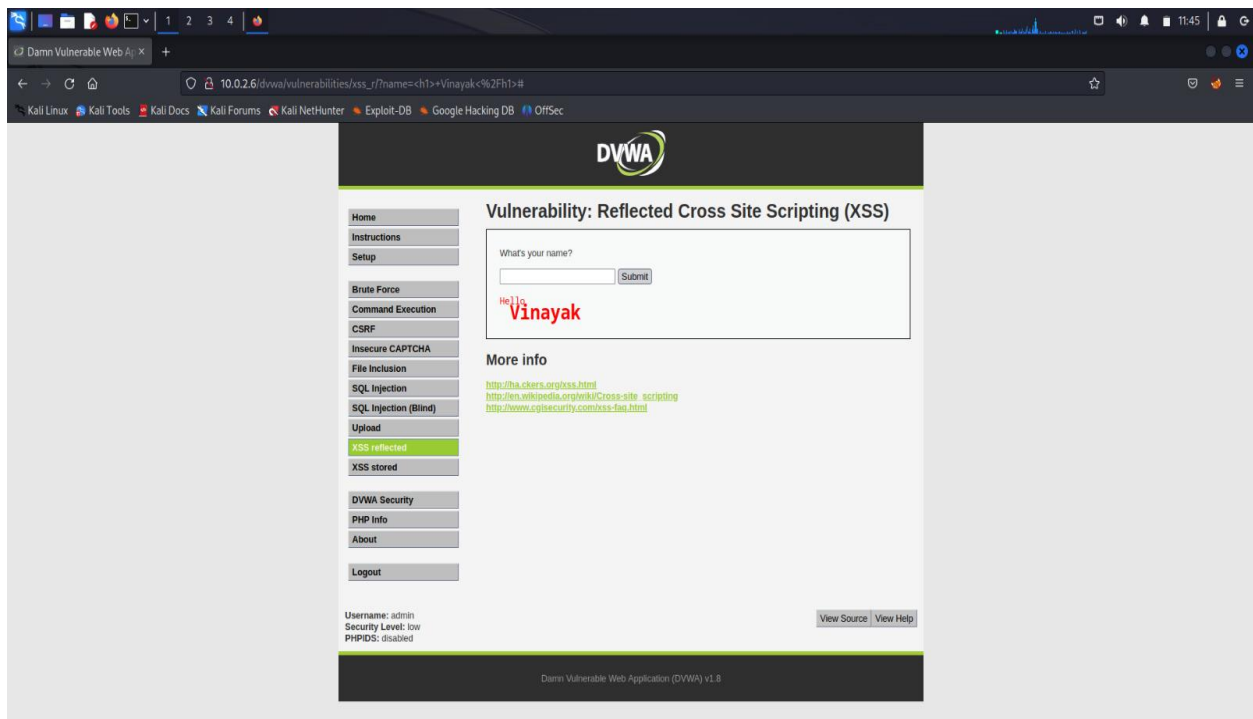 1 2 3 4
11:45
Damn Vulnerable Web Ap
10.0.2.6/dvwa/vulnerabilities/xss_r/?name=<h1>+Vinayak<%2Fh1>#
Kali Linux Kali Tools Kali Docs Kali Forums Kali NetHunter Exploit-DB Google Hacking DB OffSec
DVWA
Home
Instructions
Setup
Brute Force
Command Execution
CSRF
Insecure CAPTCHA
File Inclusion
SQL Injection
SQL Injection (Blind)
Upload
XSS reflected
XSS stored
DVWA Security
PHP Info
About
Logout
Vulnerability: Reflected Cross Site Scripting (XSS)
What's your name?
Submit
Hello
Vinayak
More info
http://ha.ckers.org/xss.html
http://en.wikipedia.org/wiki/Cross-site_scripting
http://www.cgisecurity.com/xss-faq.html
Username: admin
Security Level: low
PHPIDS: disabled
View Source View Help
Damn Vulnerable Web Application (DVWA) v1.8